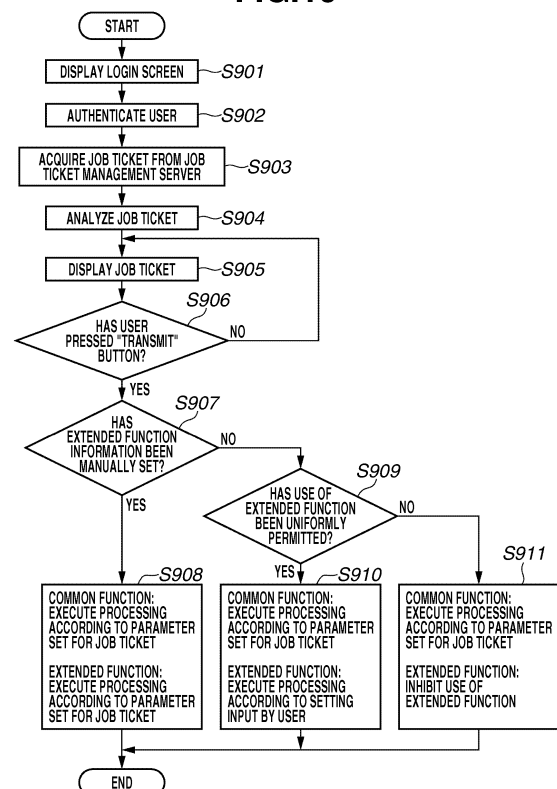 START
DISPLAY LOGIN SCREEN
S901
AUTHENTICATE USER
S902
ACQUIRE JOB TICKET FROM JOB
TICKET MANAGEMENT SERVER
S903
ANALYZE JOB TICKET
S904
DISPLAY JOB TICKET
S905
S906
HAS USER
PRESSED "TRANSMIT"
BUTTON?
NO
YES
S907
HAS
EXTENDED FUNCTION
INFORMATION BEEN
MANUALLY SET?
NO
YES
S909
HAS USE OF
EXTENDED FUNCTION
BEEN UNIFORMLY
PERMITTED?
NO
YES
S908
COMMON FUNCTION:
EXECUTE PROCESSING
ACCORDING TO PARAMETER
SET FOR JOB TICKET
EXTENDED FUNCTION:
EXECUTE PROCESSING
ACCORDING TO PARAMETER
SET FOR JOB TICKET
S910
COMMON FUNCTION:
EXECUTE PROCESSING
ACCORDING TO PARAMETER
SET FOR JOB TICKET
EXTENDED FUNCTION:
EXECUTE PROCESSING
ACCORDING TO SETTING
INPUT BY USER
S911
COMMON FUNCTION:
EXECUTE PROCESSING
ACCORDING TO PARAMETER
SET FOR JOB TICKET
EXTENDED FUNCTION:
INHIBIT USE OF
EXTENDED FUNCTION
END